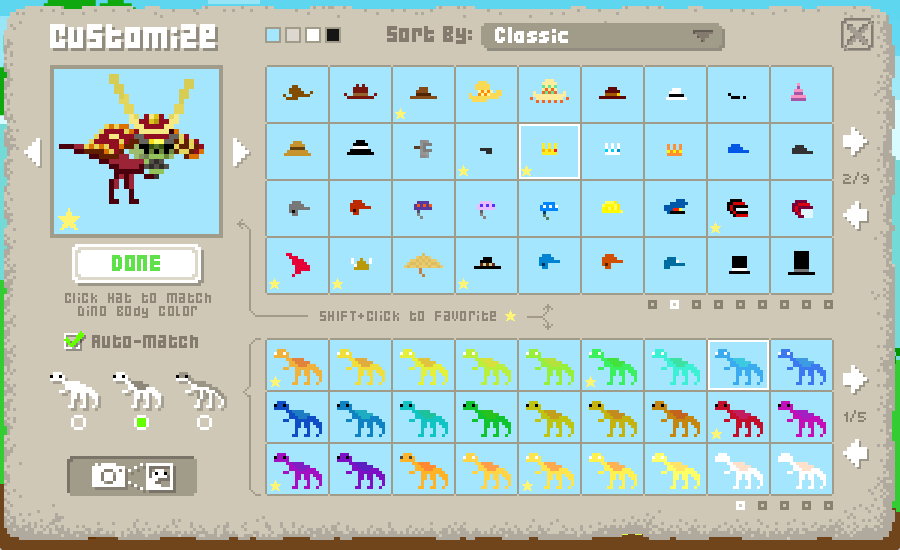 Customize
Sort By: Classic
2/9
DONE
Click Hat to Match
Dino Body Color
SHIFT+Click to Favorite
Auto-Match
1/5